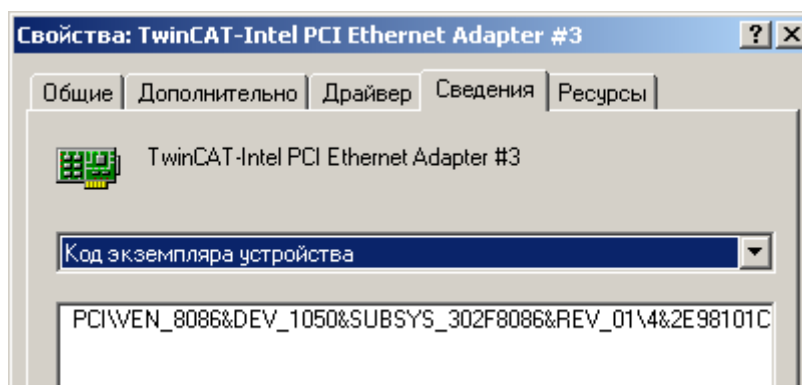 Свойства: TwinCAT-Intel PCI Ethernet Adapter #3
Общие Дополнительно Драйвер Сведения Ресурсы
TwinCAT-Intel PCI Ethernet Adapter #3
Код экземпляра устройства
PCI\VEN_8086&DEV_1050&SUBSYS_302F8086&REV_01\4&2E98101C